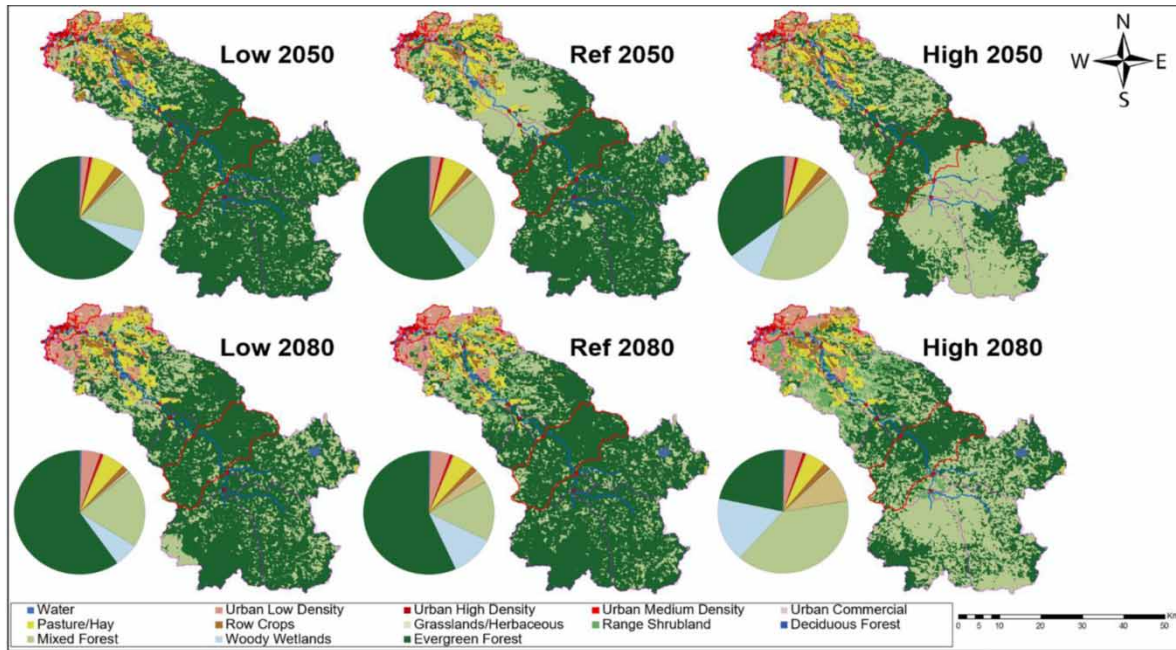 Low 2050
Ref 2050
High 2050
N
W E
S
Low 2080
Ref 2080
High 2080
Water Urban Low Density Urban High Density Urban Medium Density Urban Commercial
Pasture/Hay Row Crops Grasslands/Herbaceous Range Shrubland Deciduous Forest
Mixed Forest Woody Wetlands Evergreen Forest
0 5 10 20 30 40 50